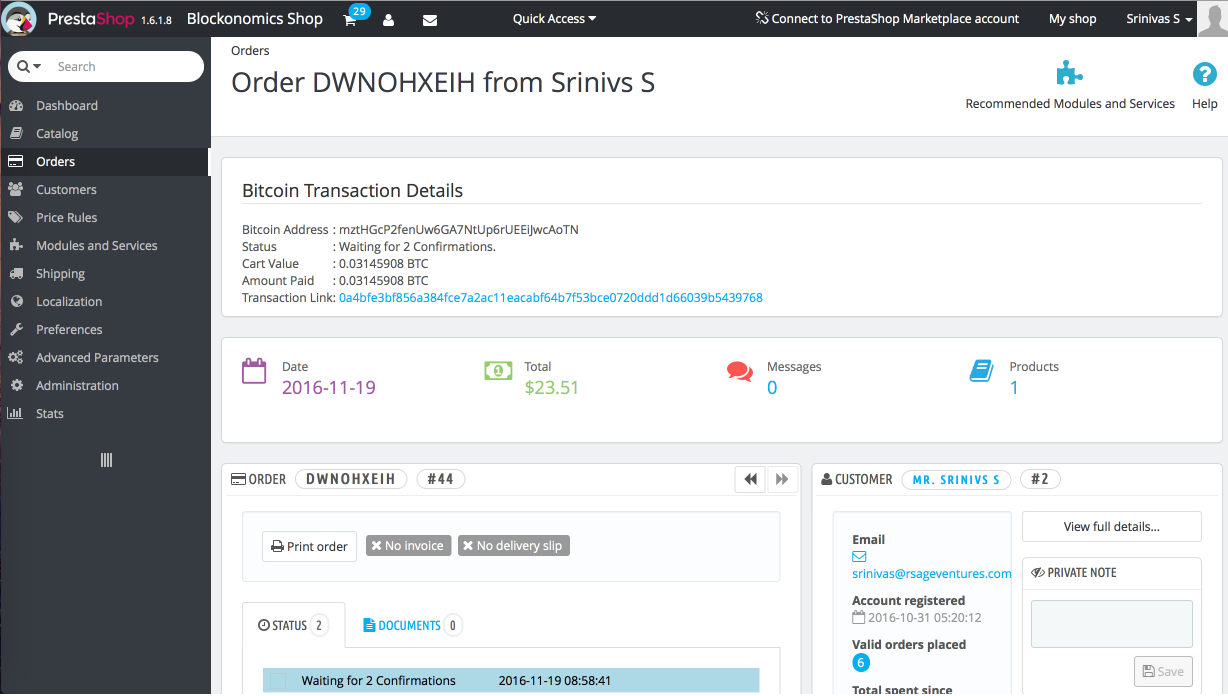 PrestaShop 1.6.1.8 Blockonomics Shop 29 Quick Access Connect to PrestaShop Marketplace account My shop Srinivas S
Search
Dashboard
Catalog
Orders
Customers
Price Rules
Modules and Services
Shipping
Localization
Preferences
Advanced Parameters
Administration
Stats
Orders
Order DWNOHXEIH from Srinivs S
Recommended Modules and Services
Help
Bitcoin Transaction Details
Bitcoin Address : mztHGcP2fenUw6GA7NtUp6rUEEiJwcAoTN
Status : Waiting for 2 Confirmations.
Cart Value : 0.03145908 BTC
Amount Paid : 0.03145908 BTC
Transaction Link: 0a4bfe3bf856a384fce7a2ac11eacabf64b7f53bce0720ddd1d66039b5439768
Date
2016-11-19
Total
$23.51
Messages
0
Products
1
ORDER DWNOHXEIH #44
Print order No invoice No delivery slip
STATUS 2 DOCUMENTS 0
Waiting for 2 Confirmations 2016-11-19 08:58:41
CUSTOMER MR. SRINIVS S #2
Email
srinivas@rsageventures.com
Account registered
2016-10-31 05:20:12
Valid orders placed
6
Total spent since
View full details...
PRIVATE NOTE
Save